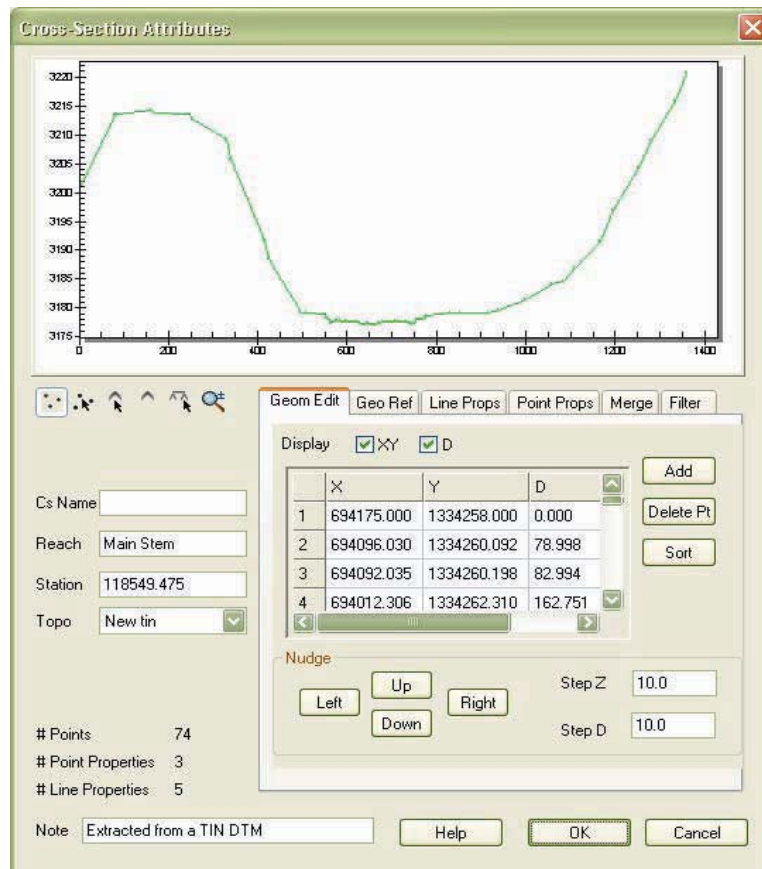 Cross-Section Attributes
3220
3215
3210
3205
3200
3195
3190
3185
3180
3175
0 200 400 600 800 1000 1200 1400
Geom Edit Geo Ref Line Props Point Props Merge Filter
Display XY D
X Y D
1 694175.000 1334258.000 0.000
2 694096.030 1334260.092 78.998
3 694092.035 1334260.198 82.994
4 694012.306 1334262.310 162.751
Add
Delete Pt
Sort
Cs Name
Reach Main Stem
Station 118549.475
Topo New tin
Nudge
Left Up Down Right
Step Z 10.0
Step D 10.0
# Points 74
# Point Properties 3
# Line Properties 5
Note Extracted from a TIN DTM
Help OK Cancel